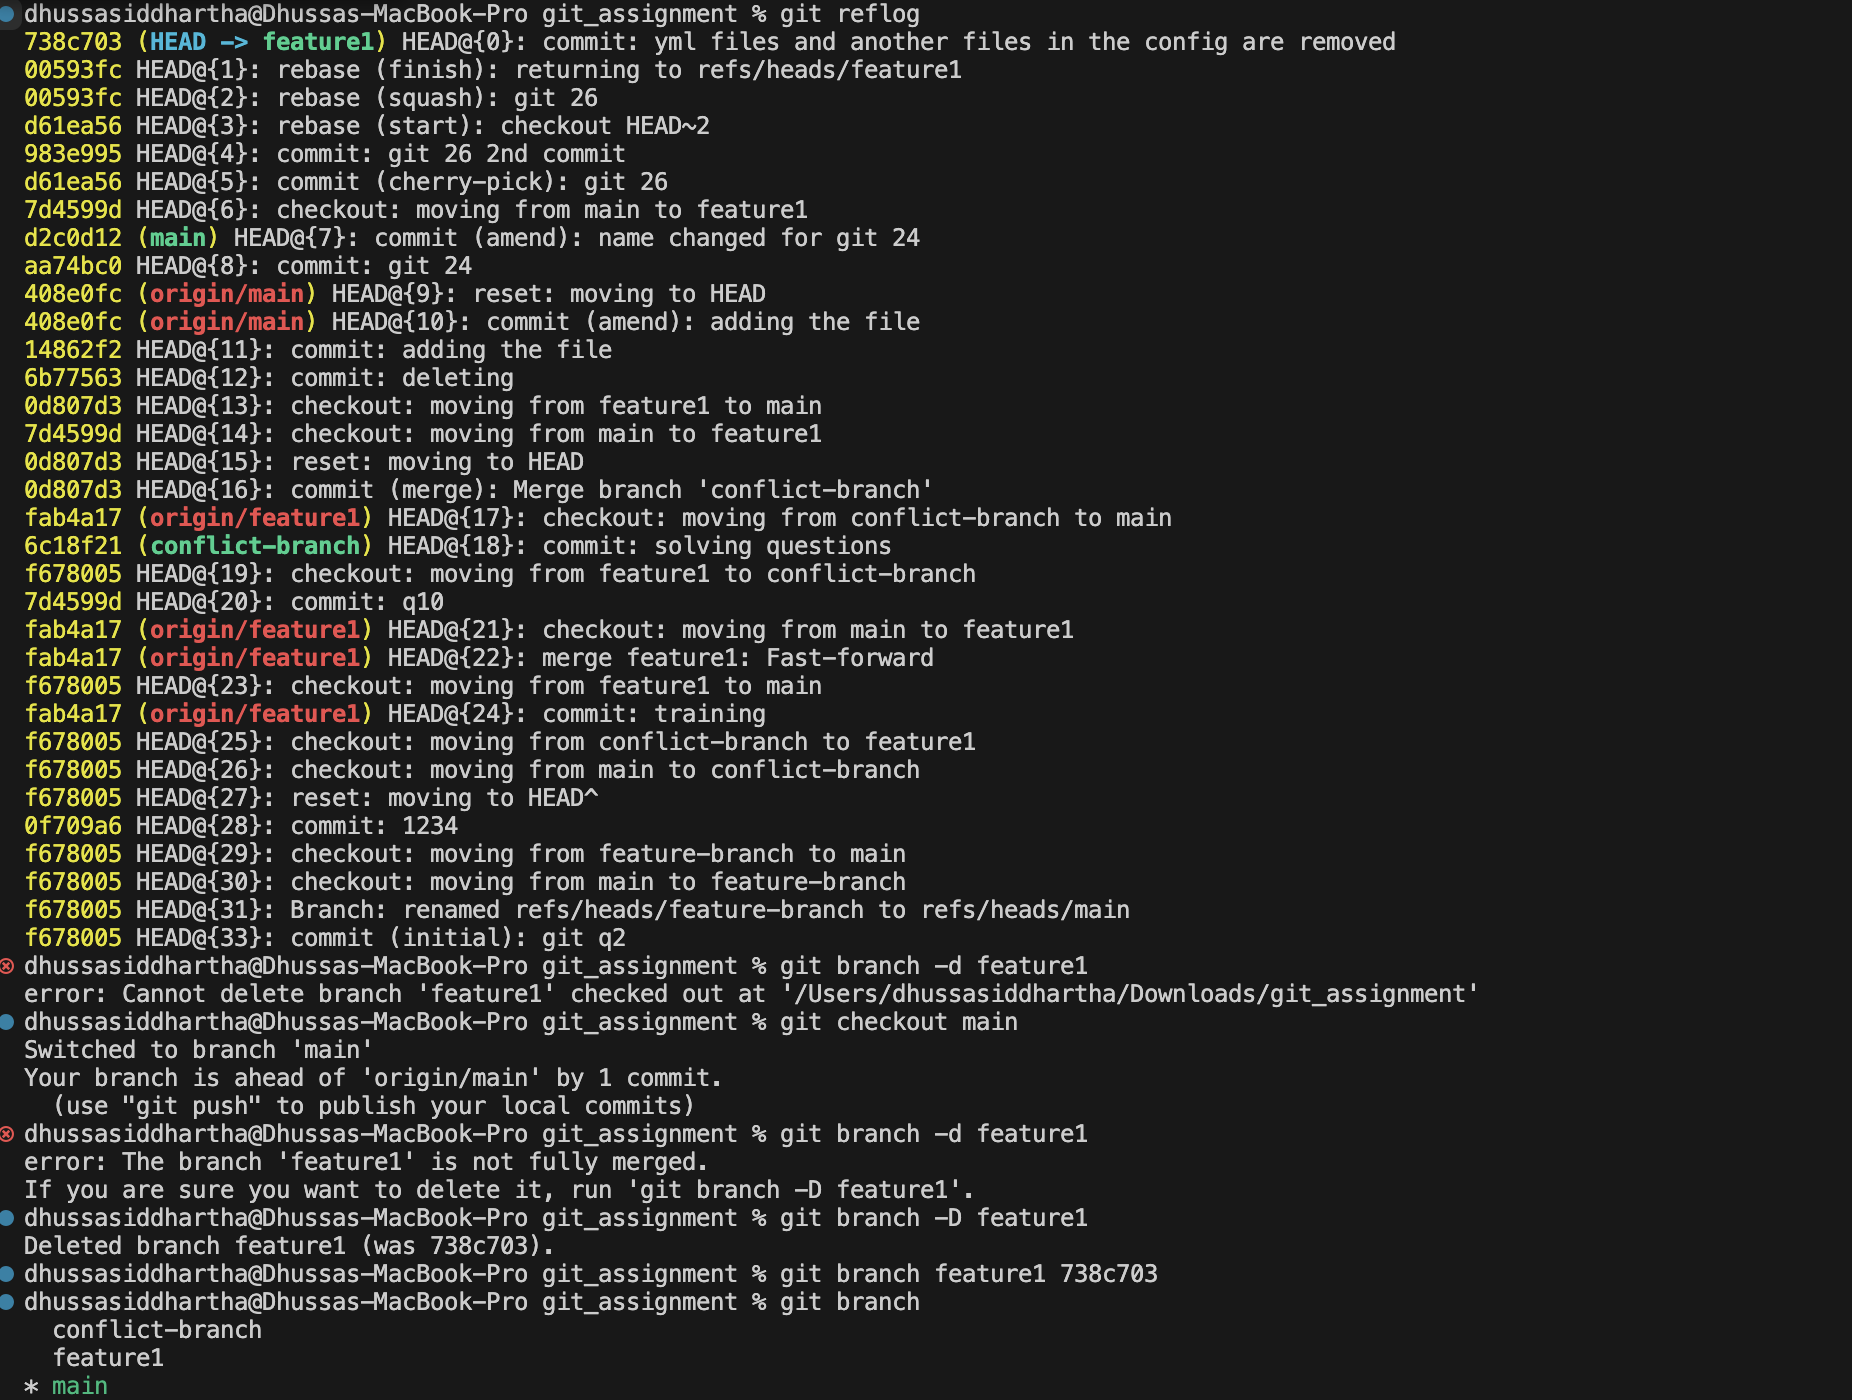 dhussasiddhartha@Dhussas-MacBook-Pro git_assignment % git reflog
738c703 (HEAD -> feature1) HEAD@{0}: commit: yml files and another files in the config are removed
00593fc HEAD@{1}: rebase (finish): returning to refs/heads/feature1
00593fc HEAD@{2}: rebase (squash): git 26
d61ea56 HEAD@{3}: rebase (start): checkout HEAD~2
983e995 HEAD@{4}: commit: git 26 2nd commit
d61ea56 HEAD@{5}: commit (cherry-pick): git 26
7d4599d HEAD@{6}: checkout: moving from main to feature1
d2c0d12 (main) HEAD@{7}: commit (amend): name changed for git 24
aa74bc0 HEAD@{8}: commit: git 24
408e0fc (origin/main) HEAD@{9}: reset: moving to HEAD
408e0fc (origin/main) HEAD@{10}: commit (amend): adding the file
14862f2 HEAD@{11}: commit: adding the file
6b77563 HEAD@{12}: commit: deleting
0d807d3 HEAD@{13}: checkout: moving from feature1 to main
7d4599d HEAD@{14}: checkout: moving from main to feature1
0d807d3 HEAD@{15}: reset: moving to HEAD
0d807d3 HEAD@{16}: commit (merge): Merge branch 'conflict-branch'
fab4a17 (origin/feature1) HEAD@{17}: checkout: moving from conflict-branch to main
6c18f21 (conflict-branch) HEAD@{18}: commit: solving questions
f678005 HEAD@{19}: checkout: moving from feature1 to conflict-branch
7d4599d HEAD@{20}: commit: q10
fab4a17 (origin/feature1) HEAD@{21}: checkout: moving from main to feature1
fab4a17 (origin/feature1) HEAD@{22}: merge feature1: Fast-forward
f678005 HEAD@{23}: checkout: moving from feature1 to main
fab4a17 (origin/feature1) HEAD@{24}: commit: training
f678005 HEAD@{25}: checkout: moving from conflict-branch to feature1
f678005 HEAD@{26}: checkout: moving from main to conflict-branch
f678005 HEAD@{27}: reset: moving to HEAD^
0f709a6 HEAD@{28}: commit: 1234
f678005 HEAD@{29}: checkout: moving from feature-branch to main
f678005 HEAD@{30}: checkout: moving from main to feature-branch
f678005 HEAD@{31}: Branch: renamed refs/heads/feature-branch to refs/heads/main
f678005 HEAD@{33}: commit (initial): git q2
dhussasiddhartha@Dhussas-MacBook-Pro git_assignment % git branch -d feature1
error: Cannot delete branch 'feature1' checked out at '/Users/dhussasiddhartha/Downloads/git_assignment'
dhussasiddhartha@Dhussas-MacBook-Pro git_assignment % git checkout main
Switched to branch 'main'
Your branch is ahead of 'origin/main' by 1 commit.
  (use "git push" to publish your local commits)
dhussasiddhartha@Dhussas-MacBook-Pro git_assignment % git branch -d feature1
error: The branch 'feature1' is not fully merged.
If you are sure you want to delete it, run 'git branch -D feature1'.
dhussasiddhartha@Dhussas-MacBook-Pro git_assignment % git branch -D feature1
Deleted branch feature1 (was 738c703).
dhussasiddhartha@Dhussas-MacBook-Pro git_assignment % git branch feature1 738c703
dhussasiddhartha@Dhussas-MacBook-Pro git_assignment % git branch
  conflict-branch
  feature1
* main